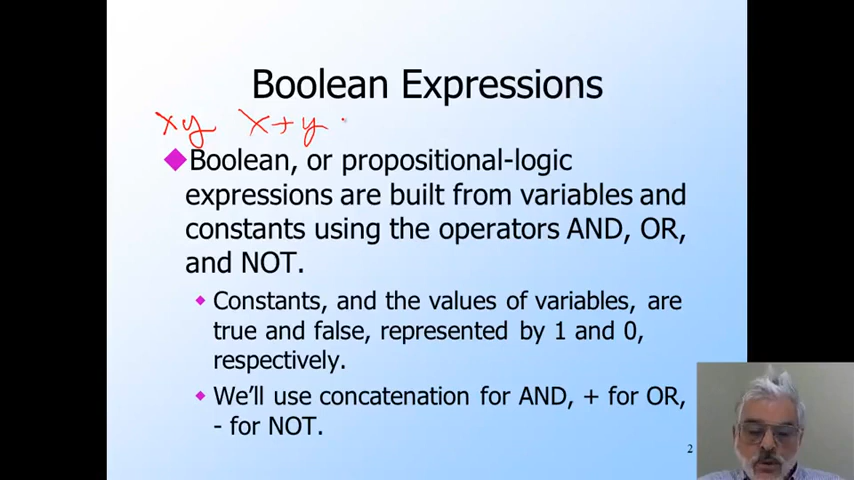 Boolean Expressions
xy x+y
◆Boolean, or propositional-logic
expressions are built from variables and
constants using the operators AND, OR,
and NOT.
◆ Constants, and the values of variables, are
true and false, represented by 1 and 0,
respectively.
◆ We'll use concatenation for AND, + for OR,
- for NOT.
2